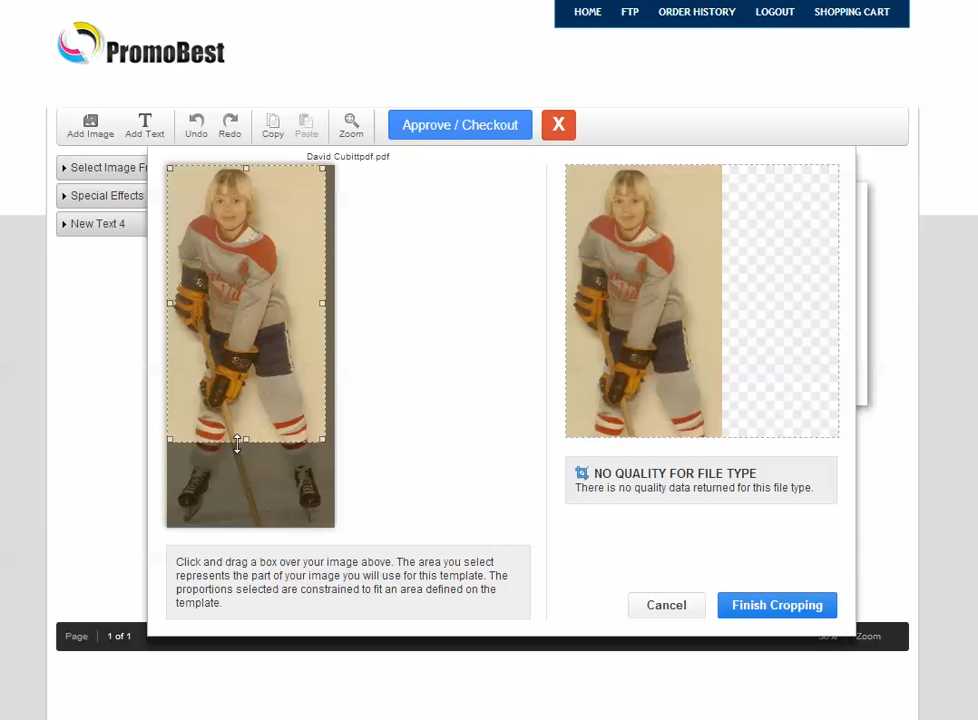 HOME FTP ORDER HISTORY LOGOUT SHOPPING CART
PromoBest
Add Image Add Text Undo Redo Copy Paste Zoom Approve / Checkout X
David Cubittpdf.pdf
Select Image Fr
Special Effects
New Text 4
NO QUALITY FOR FILE TYPE
There is no quality data returned for this file type.
Click and drag a box over your image above. The area you select
represents the part of your image you will use for this template. The
proportions selected are constrained to fit an area defined on the
template.
Cancel Finish Cropping
Page 1 of 1 Zoom